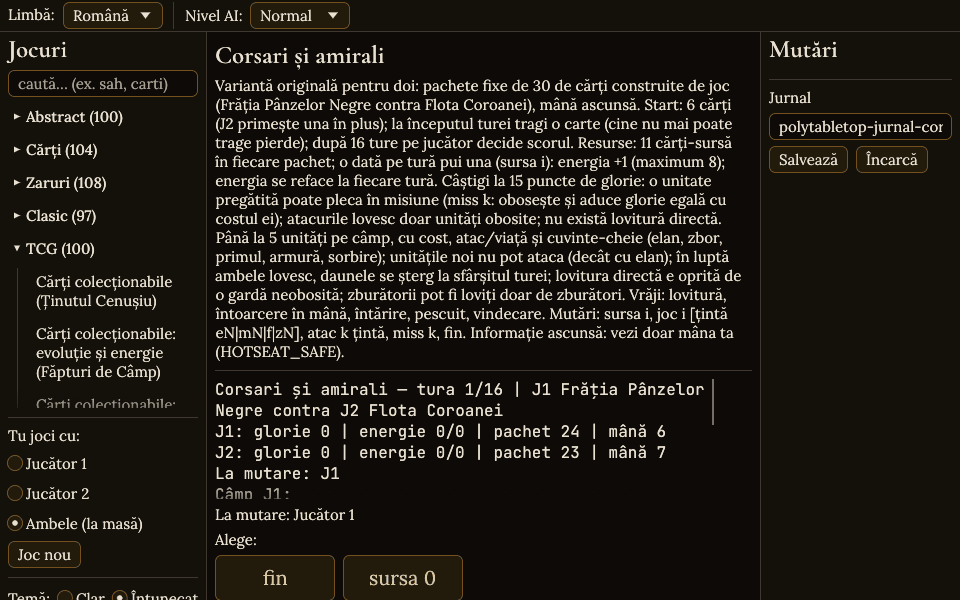 Limbă: Română ▼ Nivel AI: Normal ▼
Jocuri
caută... (ex. sah, carti)
▸ Abstract (100)
▸ Cărți (104)
▸ Zaruri (108)
▸ Clasic (97)
▾ TCG (100)
Cărți colecționabile
(Ținutul Cenușiu)
Cărți colecționabile:
evoluție și energie
(Făpturi de Câmp)
Cărți colecționabile:
Tu joci cu:
Jucător 1
Jucător 2
Ambele (la masă)
Joc nou
Temă: Clar Întunecat
Corsari și amirali
Variantă originală pentru doi: pachete fixe de 30 de cărți construite de joc
(Frăția Pânzelor Negre contra Flota Coroanei), mână ascunsă. Start: 6 cărți
(J2 primește una în plus); la începutul turei tragi o carte (cine nu mai poate
trage pierde); după 16 ture pe jucător decide scorul. Resurse: 11 cărți-sursă
în fiecare pachet; o dată pe tură pui una (sursa i): energia +1 (maximum 8);
energia se reface la fiecare tură. Câștigi la 15 puncte de glorie: o unitate
pregătită poate pleca în misiune (miss k: obosește și aduce glorie egală cu
costul ei); atacurile lovesc doar unități obosite; nu există lovitură directă.
Până la 5 unități pe câmp, cu cost, atac/viață și cuvinte-cheie (elan, zbor,
primul, armură, sorbire); unitățile noi nu pot ataca (decât cu elan); în luptă
ambele lovesc, daunele se șterg la sfârșitul turei; lovitura directă e oprită de
o gardă neobosită; zburătorii pot fi loviți doar de zburători. Vrăji: lovitură,
întoarcere în mână, întărire, pescuit, vindecare. Mutări: sursa i, joc i [țintă
eN|mN|f|zN], atac k țintă, miss k, fin. Informație ascunsă: vezi doar mâna ta
(HOTSEAT_SAFE).
Corsari și amirali — tura 1/16 | J1 Frăția Pânzelor
Negre contra J2 Flota Coroanei
J1: glorie 0 | energie 0/0 | pachet 24 | mână 6
J2: glorie 0 | energie 0/0 | pachet 23 | mână 7
La mutare: J1
Câmp J1:
La mutare: Jucător 1
Alege:
fin sursa 0
Mutări
Jurnal
polytabletop-jurnal-cor
Salvează Încarcă